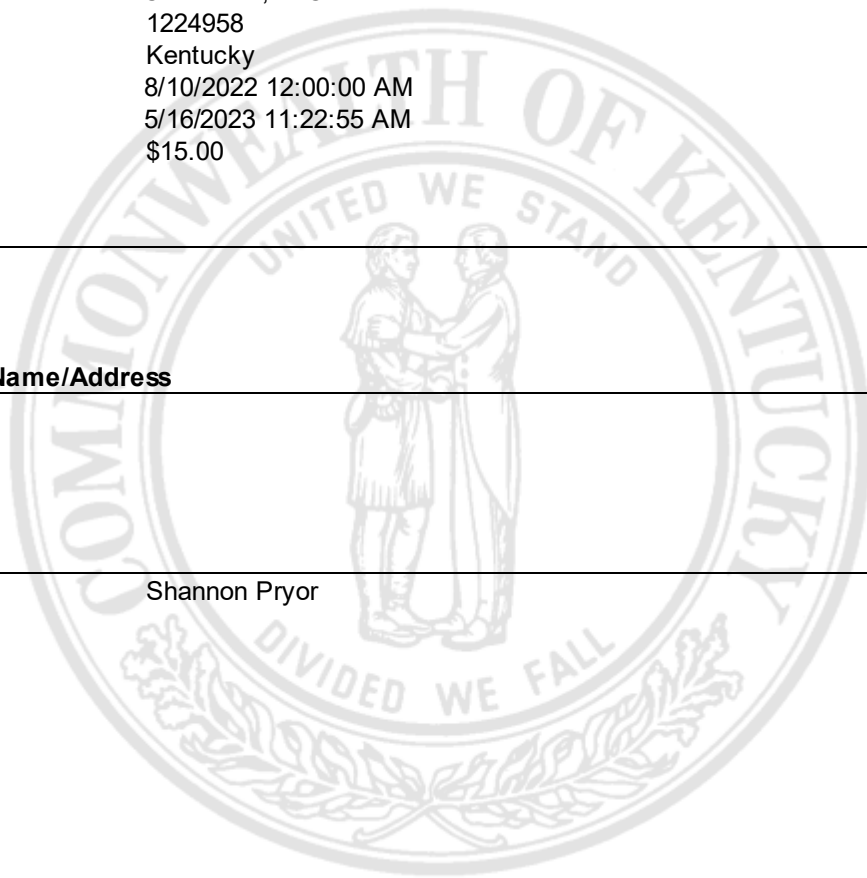 1224958
Kentucky
8/10/2022 12:00:00 AM
5/16/2023 11:22:55 AM
$15.00
COMMONWEALTH OF KENTUCKY
UNITED WE STAND
Name/Address
Shannon Pryor
DIVIDED WE FALL